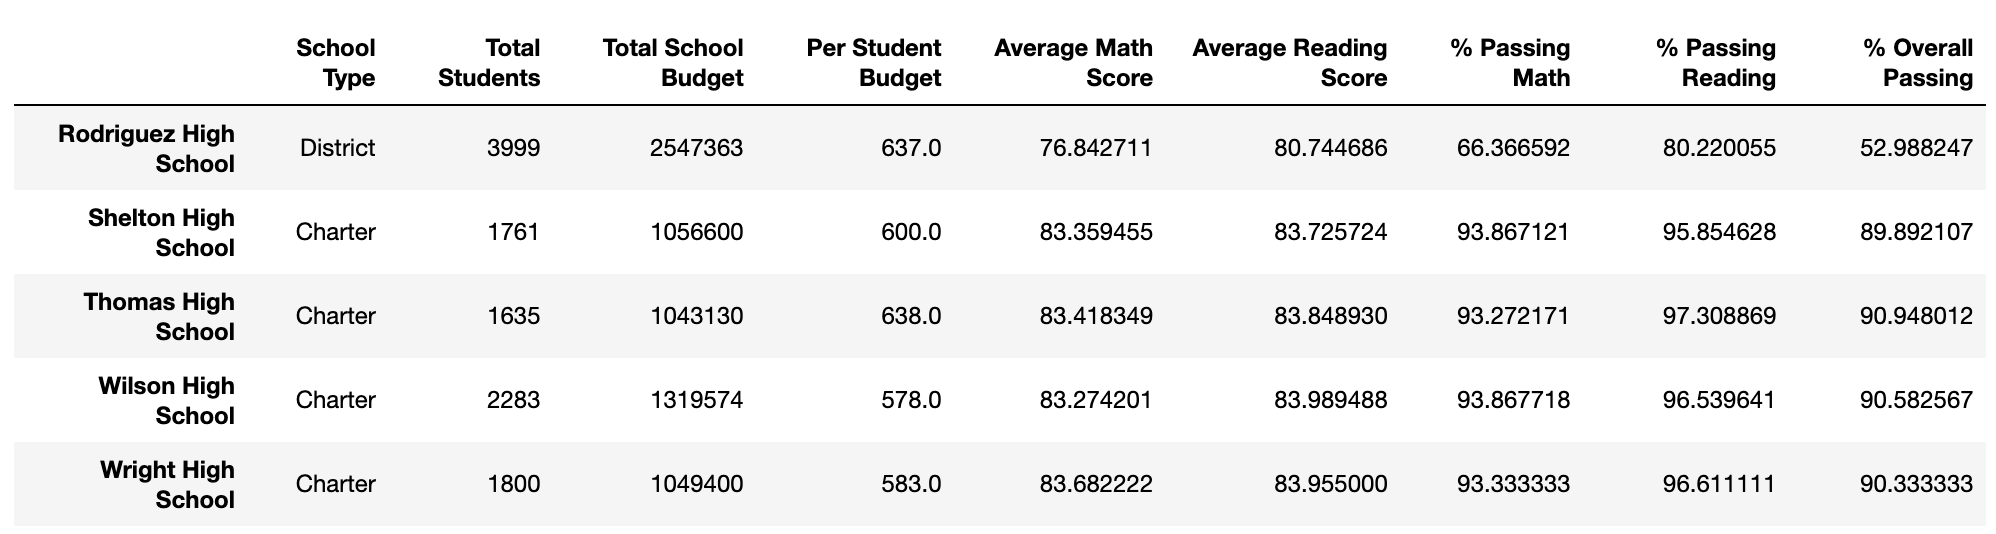 School Type Total Students Total School Budget Per Student Budget Average Math Score Average Reading Score % Passing Math % Passing Reading % Overall Passing
Rodriguez High School District 3999 2547363 637.0 76.842711 80.744686 66.366592 80.220055 52.988247
Shelton High School Charter 1761 1056600 600.0 83.359455 83.725724 93.867121 95.854628 89.892107
Thomas High School Charter 1635 1043130 638.0 83.418349 83.848930 93.272171 97.308869 90.948012
Wilson High School Charter 2283 1319574 578.0 83.274201 83.989488 93.867718 96.539641 90.582567
Wright High School Charter 1800 1049400 583.0 83.682222 83.955000 93.333333 96.611111 90.333333